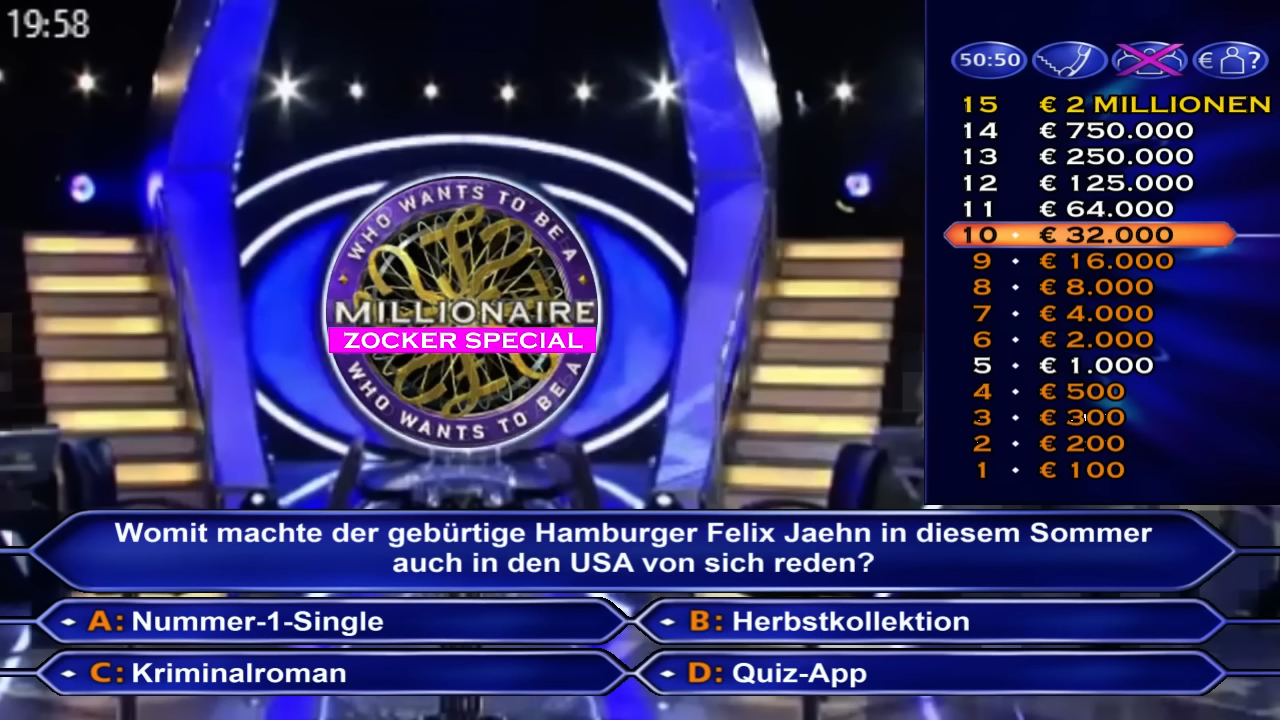 19:58
WHO WANTS TO BE A
MILLIONAIRE
ZOCKER SPECIAL
WHO WANTS TO BE A
50:50
€ ?
15 € 2 MILLIONEN
14 € 750.000
13 € 250.000
12 € 125.000
11 € 64.000
10 € 32.000
9 € 16.000
8 € 8.000
7 € 4.000
6 € 2.000
5 € 1.000
4 € 500
3 € 300
2 € 200
1 € 100
Womit machte der gebürtige Hamburger Felix Jaehn in diesem Sommer
auch in den USA von sich reden?
A: Nummer-1-Single
B: Herbstkollektion
C: Kriminalroman
D: Quiz-App